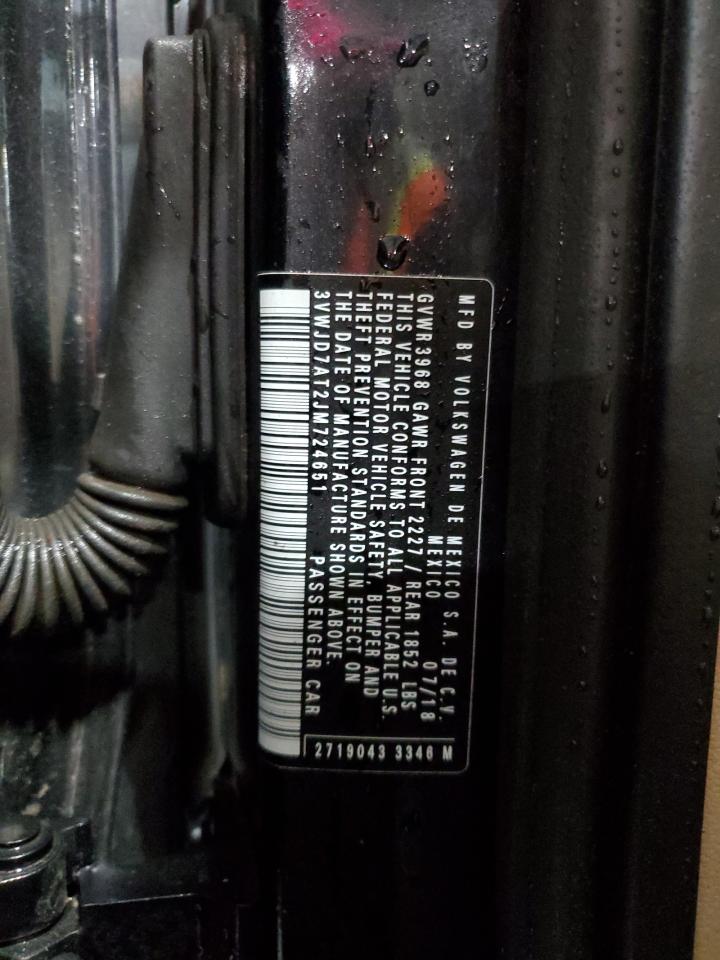 MFD BY VOLKSWAGEN DE MEXICO S.A. DE C.V.
MEXICO 07/18
GVWR 3968 GAWR FRONT 2227 / REAR 1852 LBS
THIS VEHICLE CONFORMS TO ALL APPLICABLE U.S.
FEDERAL MOTOR VEHICLE SAFETY, BUMPER AND
THEFT PREVENTION STANDARDS IN EFFECT ON
THE DATE OF MANUFACTURE SHOWN ABOVE.
3VWJD7AT2JM724651 PASSENGER CAR
2719043 3346 M